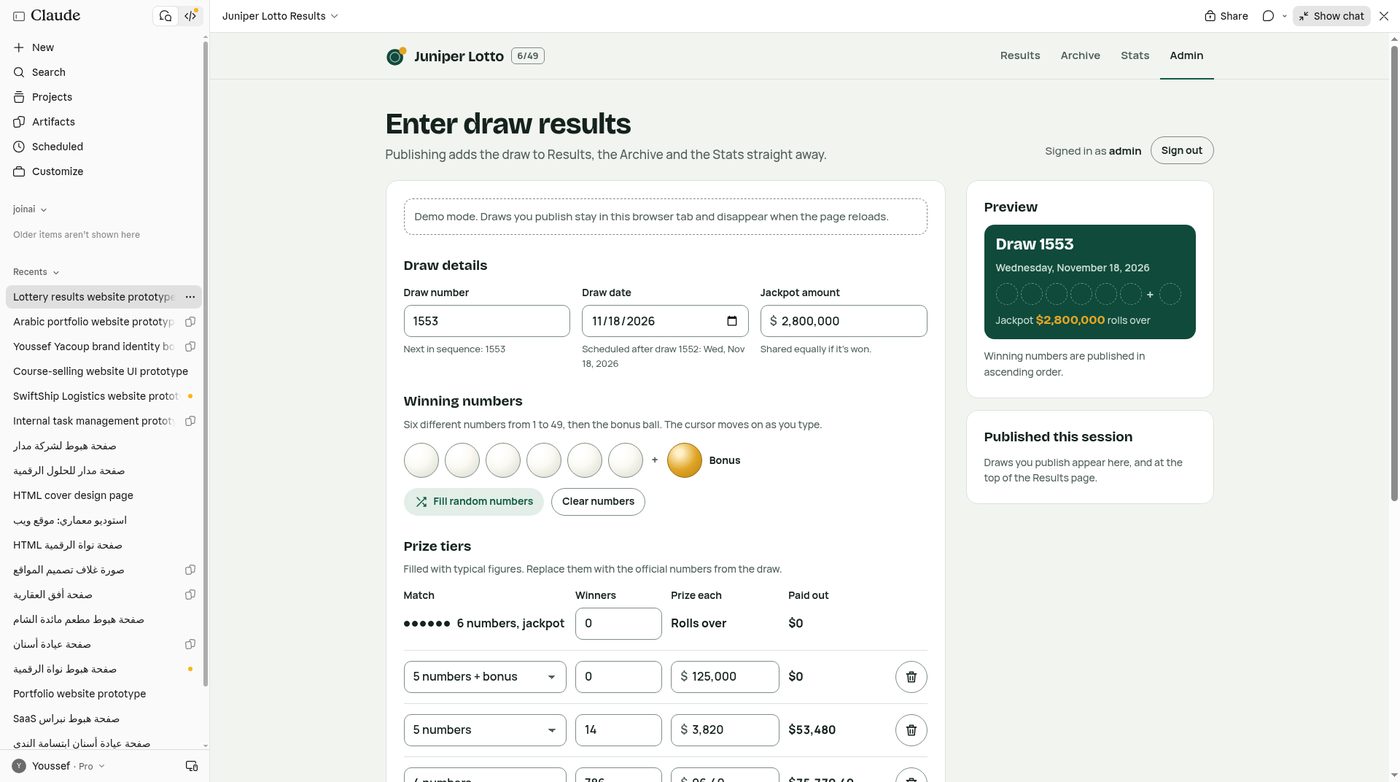 Claude
New
Search
Projects
Artifacts
Scheduled
Customize
joinai
Older items aren't shown here
Recents
Lottery results website prototype
Arabic portfolio website prototyp
Youssef Yacoup brand identity bo
Course-selling website UI prototype
SwiftShip Logistics website protot
Internal task management protot
صفحة هبوط لشركة مدار
صفحة مدار للحلول الرقمية
HTML cover design page
استوديو معماري: موقع ويب
صفحة نواة الرقمية HTML
صورة غلاف تصميم المواقع
صفحة أفق العقارية
صفحة هبوط مطعم مائدة الشام
صفحة عيادة أسنان
صفحة هبوط نواة الرقمية
Portfolio website prototype
صفحة هبوط نبراس SaaS
صفحة عيادة أسنان ابتسامة الندى
Y Youssef · Pro
Juniper Lotto Results
Share
Show chat
Juniper Lotto 6/49
Results Archive Stats Admin
Enter draw results
Publishing adds the draw to Results, the Archive and the Stats straight away.
Signed in as admin Sign out
Demo mode. Draws you publish stay in this browser tab and disappear when the page reloads.
Draw details
Draw number Draw date Jackpot amount
1553 11/18/2026 $ 2,800,000
Next in sequence: 1553
Scheduled after draw 1552: Wed, Nov
18, 2026
Shared equally if it's won.
Winning numbers
Six different numbers from 1 to 49, then the bonus ball. The cursor moves on as you type.
+ Bonus
Fill random numbers Clear numbers
Prize tiers
Filled with typical figures. Replace them with the official numbers from the draw.
Match Winners Prize each Paid out
6 numbers, jackpot 0 Rolls over $0
5 numbers + bonus 0 $ 125,000 $0
5 numbers 14 $ 3,820 $53,480
Preview
Draw 1553
Wednesday, November 18, 2026
+
Jackpot $2,800,000 rolls over
Winning numbers are published in
ascending order.
Published this session
Draws you publish appear here, and at the
top of the Results page.